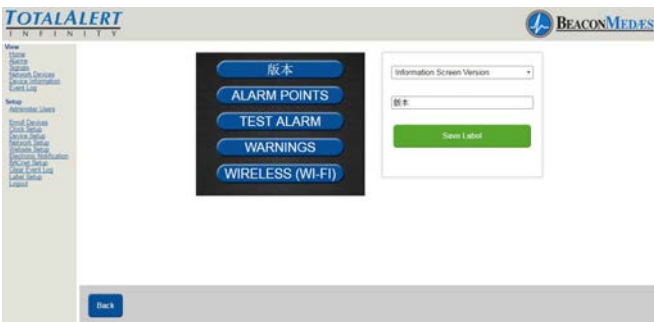 TOTALALERT
INFINITY
BEACONMEDÆS
View
Home
Alarms
Signals
Network Devices
Device Information
Event Log
Setup
Administer Users
Enroll Devices
Clock Setup
Device Setup
Network Setup
Website Setup
Electronic Notification
BACnet Setup
Clear Event Log
Label Setup
Logout
版本
ALARM POINTS
TEST ALARM
WARNINGS
WIRELESS (WI-FI)
Information Screen Version
版本
Save Label
Back